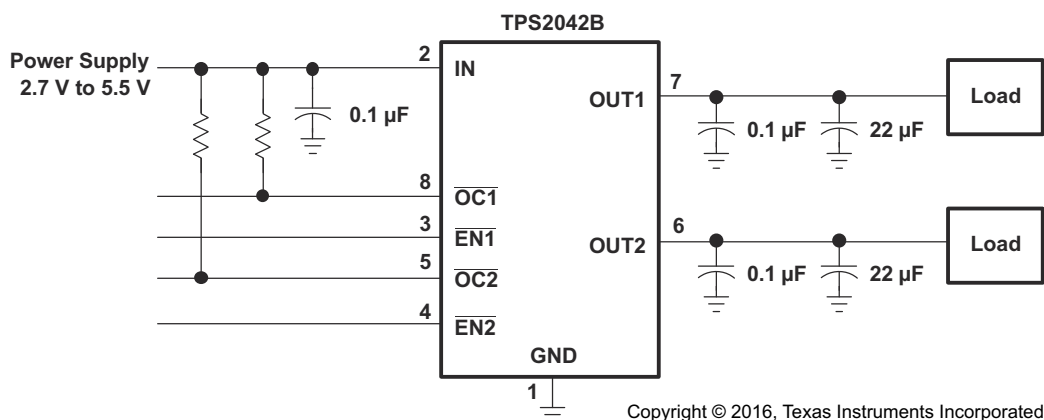 TPS2042B
Power Supply
2.7 V to 5.5 V
2
IN
0.1 µF
7
OUT1
Load
0.1 µF
22 µF
8
OC1
3
EN1
6
OUT2
Load
5
OC2
0.1 µF
22 µF
4
EN2
GND
1
Copyright © 2016, Texas Instruments Incorporated